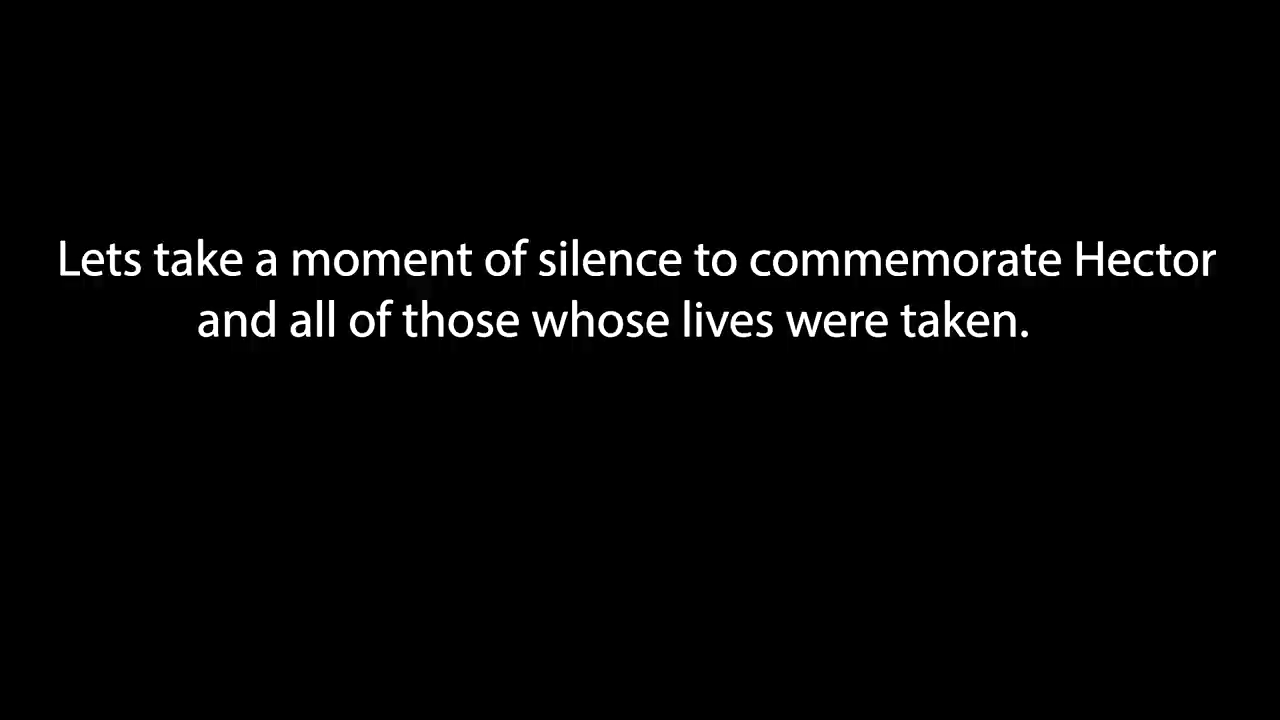 Lets take a moment of silence to commemorate Hector
and all of those whose lives were taken.